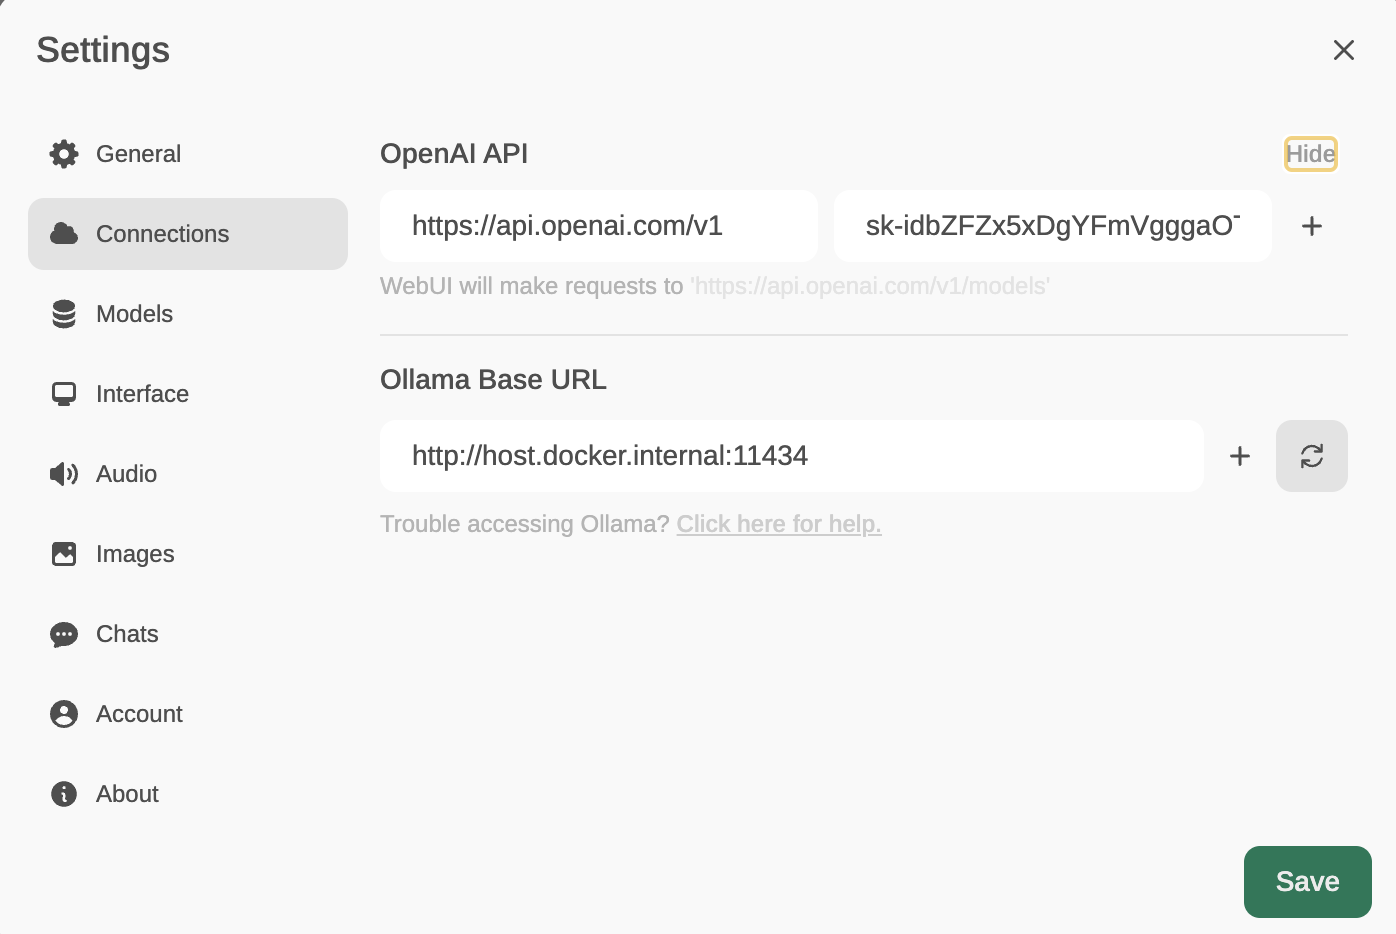 Settings
General
Connections
Models
Interface
Audio
Images
Chats
Account
About
OpenAI API
Hide
https://api.openai.com/v1
sk-idbZFZx5xDgYFmVgggaO
WebUI will make requests to 'https://api.openai.com/v1/models'
Ollama Base URL
http://host.docker.internal:11434
Trouble accessing Ollama? Click here for help.
Save